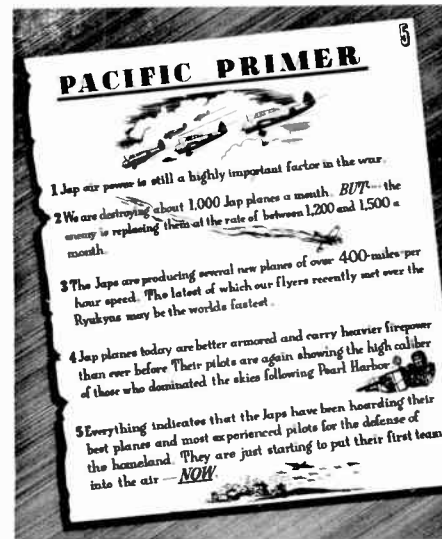 5
PACIFIC PRIMER
1 Jap air power is still a highly important factor in the war.
2 We are destroying about 1,000 Jap planes a month. BUT--- the
enemy is replacing them at the rate of between 1,200 and 1,500 a
month.
3 The Japs are producing several new planes of over 400-miles-per
hour speed. The latest of which our flyers recently met over the
Ryukyus may be the worlds fastest.
4 Jap planes today are better armored and carry heavier firepower
than ever before Their pilots are again showing the high caliber
of those who dominated the skies following Pearl Harbor
5 Everything indicates that the Japs have been hoarding their
best planes and most experienced pilots for the defense of
the homeland. They are just starting to put their first team
into the air — NOW.